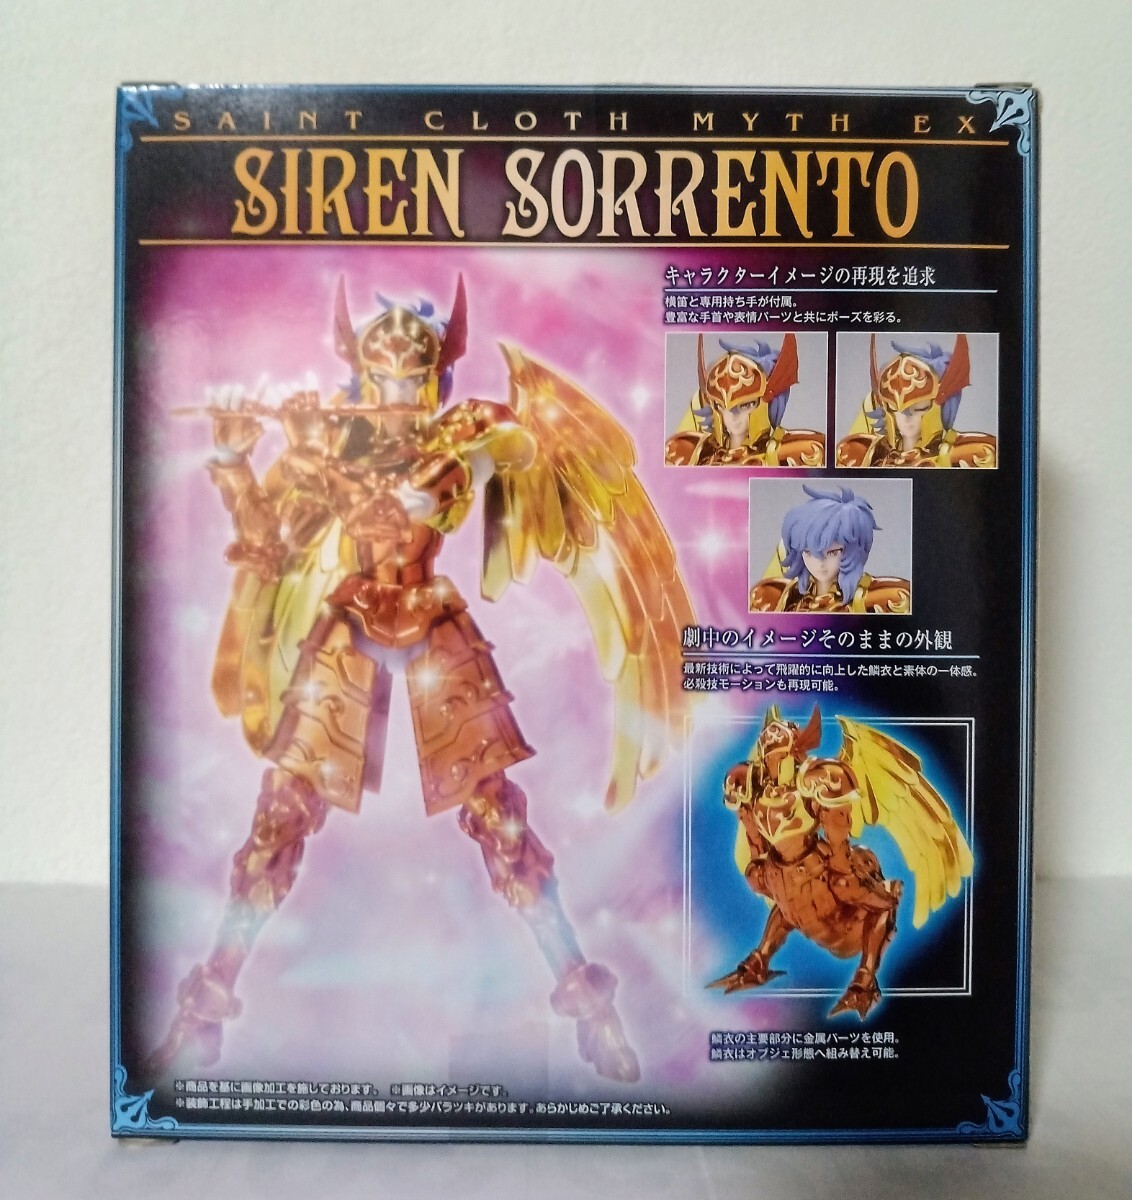 SAINT CLOTH MYTH EX
SIREN SORRENTO
キャラクターイメージの再現を追求
横笛と専用持ち手が付属。
豊富な手首や表情パーツと共にポーズを彩る。
劇中のイメージそのままの外観
最新技術によって飛躍的に向上した鱗衣と素体の一体感。
必殺技モーションも再現可能。
鱗衣の主要部分に金属パーツを使用。
鱗衣はオブジェ形態へ組み替え可能。
※商品を基に画像加工を施しております。 ※画像はイメージです。
※装飾工程は手加工での彩色の為、商品個々で多少バラツキがあります。あらかじめご了承ください。